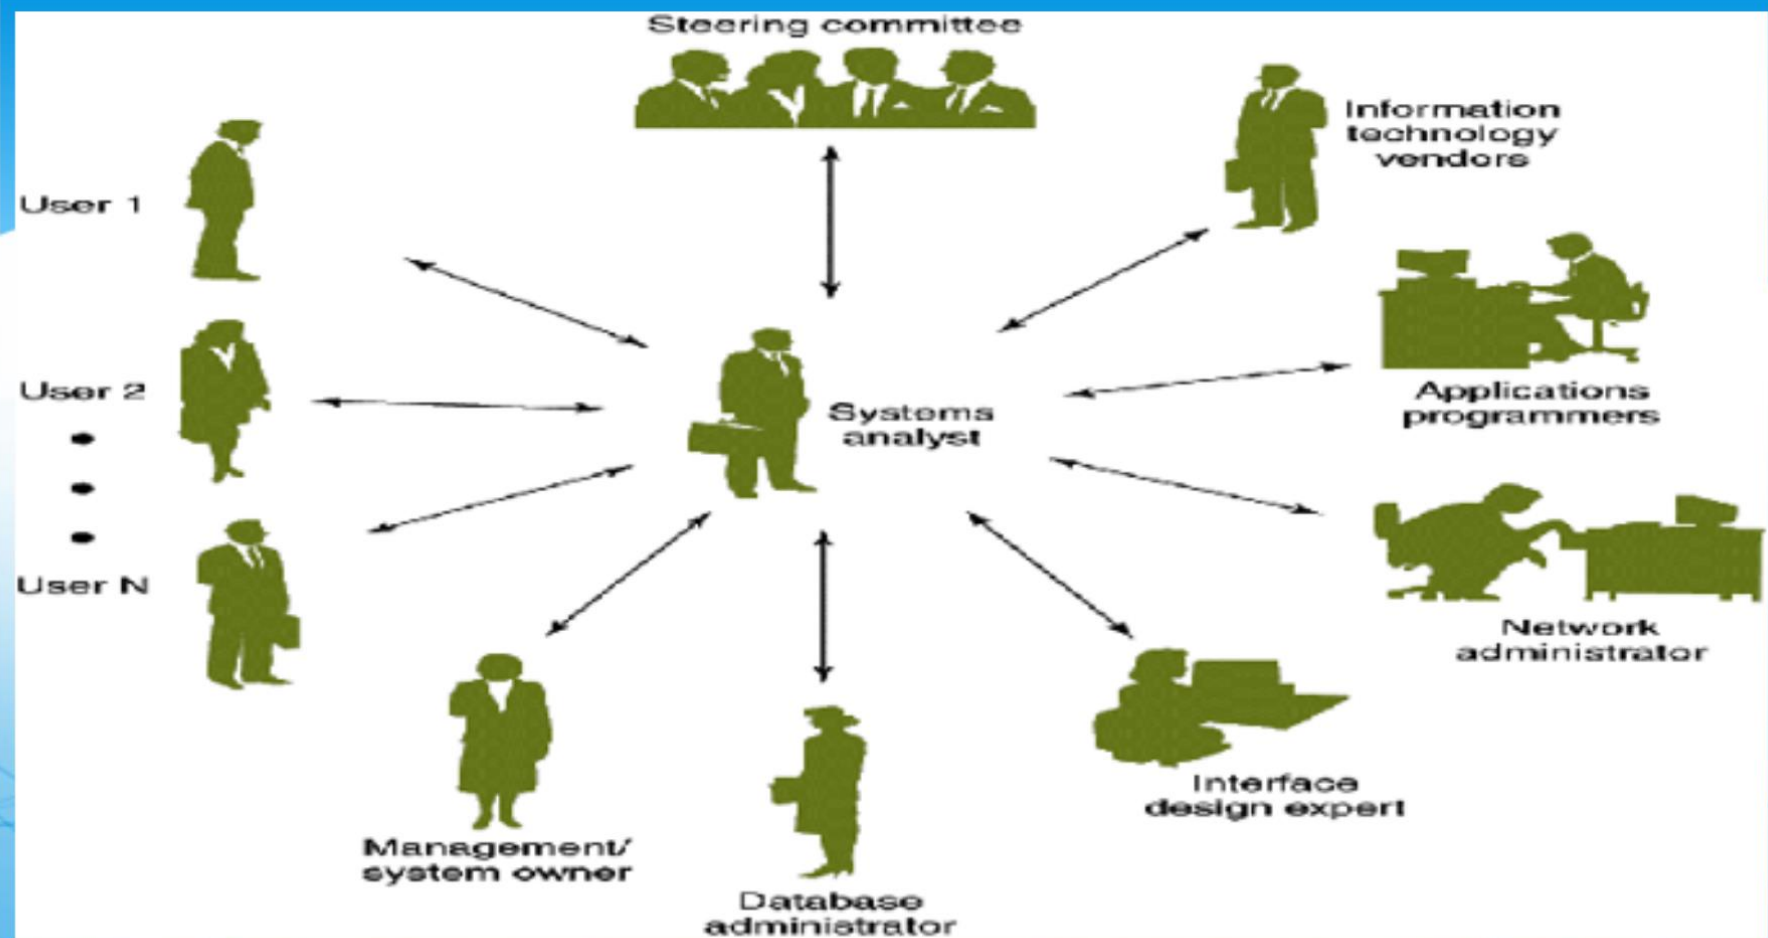 Steering committee
Information
technology
vendors
User 1
User 2
User N
Systems
analyst
Applications
programmers
Network
administrator
Interface
design expert
Management/
system owner
Database
administrator